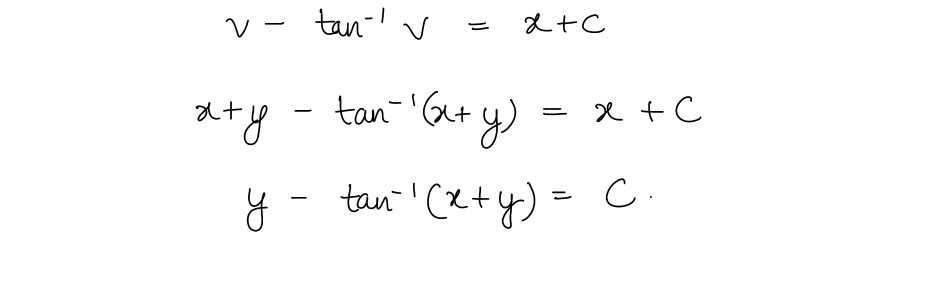 v - tan⁻¹ v = x+c
x+y - tan⁻¹(x+y) = x + C
y - tan⁻¹(x+y) = C.